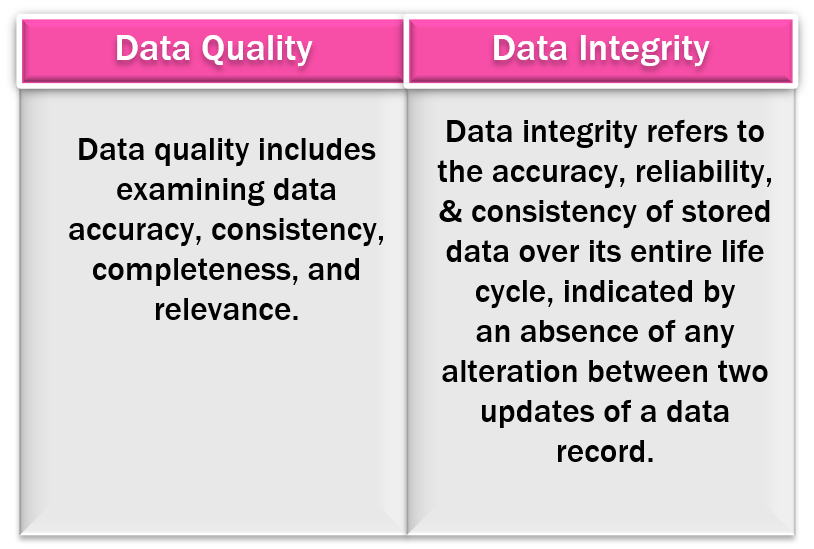 Data Quality
Data Integrity
Data quality includes
examining data
accuracy, consistency,
completeness, and
relevance.
Data integrity refers to
the accuracy, reliability,
& consistency of stored
data over its entire life
cycle, indicated by
an absence of any
alteration between two
updates of a data
record.